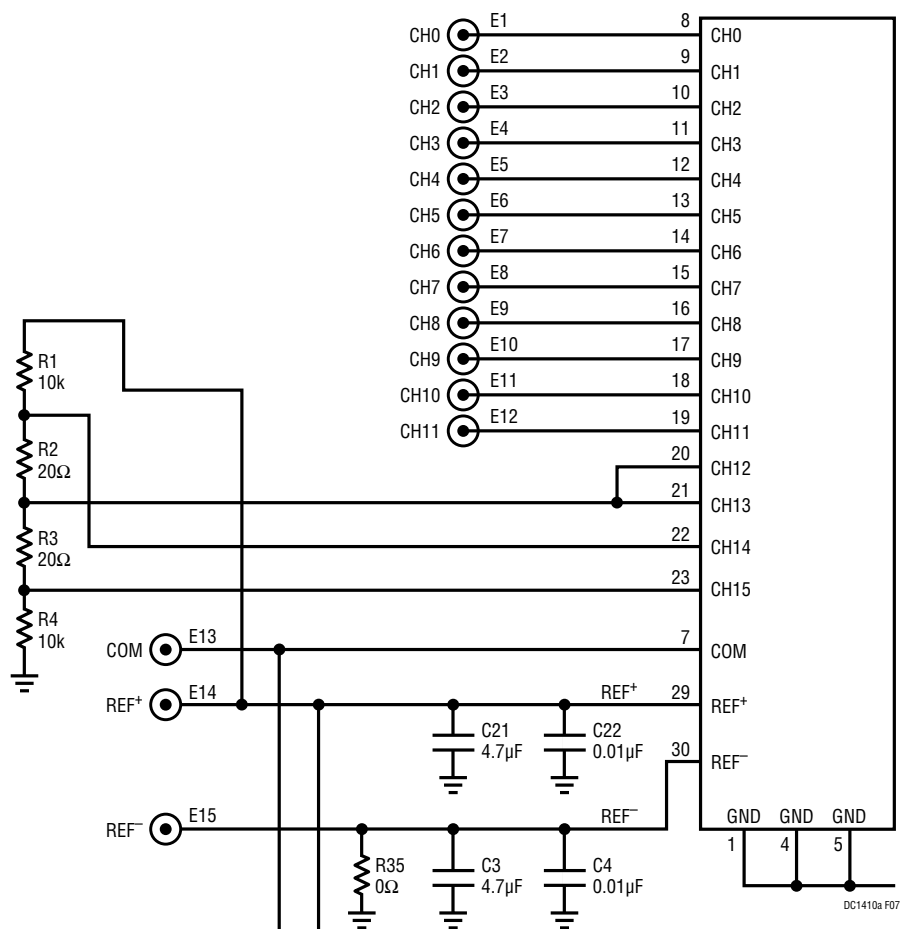 CH0 E1 8 CH0
CH1 E2 9 CH1
CH2 E3 10 CH2
CH3 E4 11 CH3
CH4 E5 12 CH4
CH5 E6 13 CH5
CH6 E7 14 CH6
CH7 E8 15 CH7
CH8 E9 16 CH8
CH9 E10 17 CH9
CH10 E11 18 CH10
CH11 E12 19 CH11
20 CH12
21 CH13
22 CH14
23 CH15
R1
10k
R2
20Ω
R3
20Ω
R4
10k
COM E13 7 COM
REF+ E14 REF+ 29 REF+
C21
4.7µF
C22
0.01µF
30 REF–
REF– E15 REF–
R35
0Ω
C3
4.7µF
C4
0.01µF
GND GND GND
1 4 5
DC1410a F07